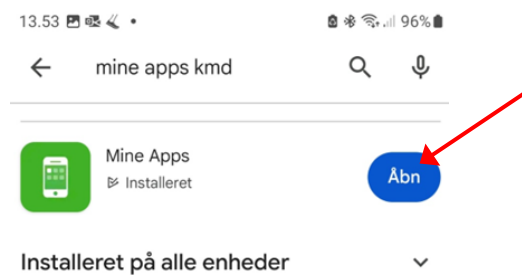 13.53 96%
mine apps kmd
Mine Apps
Installeret
Åbn
Installeret på alle enheder